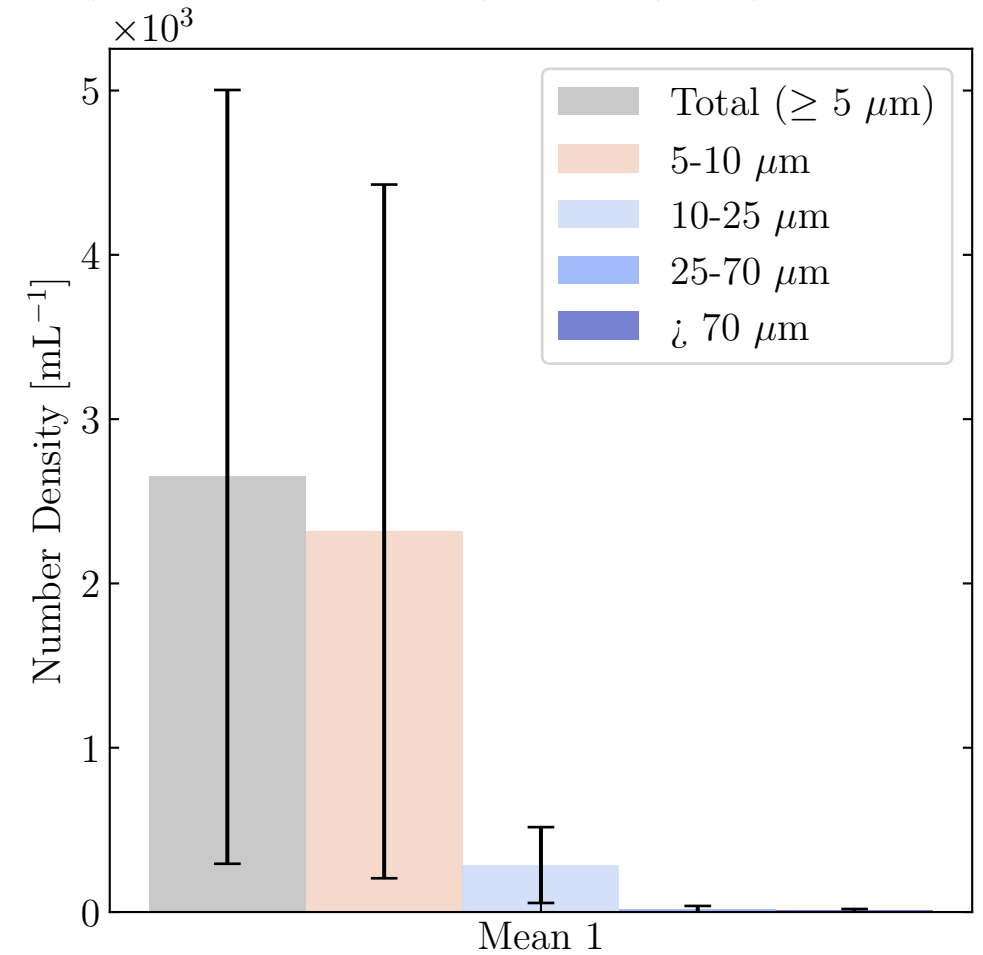 ×10³
5
4
3
2
1
0
Number Density [mL⁻¹]
Total (≥ 5 μm)
5-10 μm
10-25 μm
25-70 μm
¿ 70 μm
Mean 1